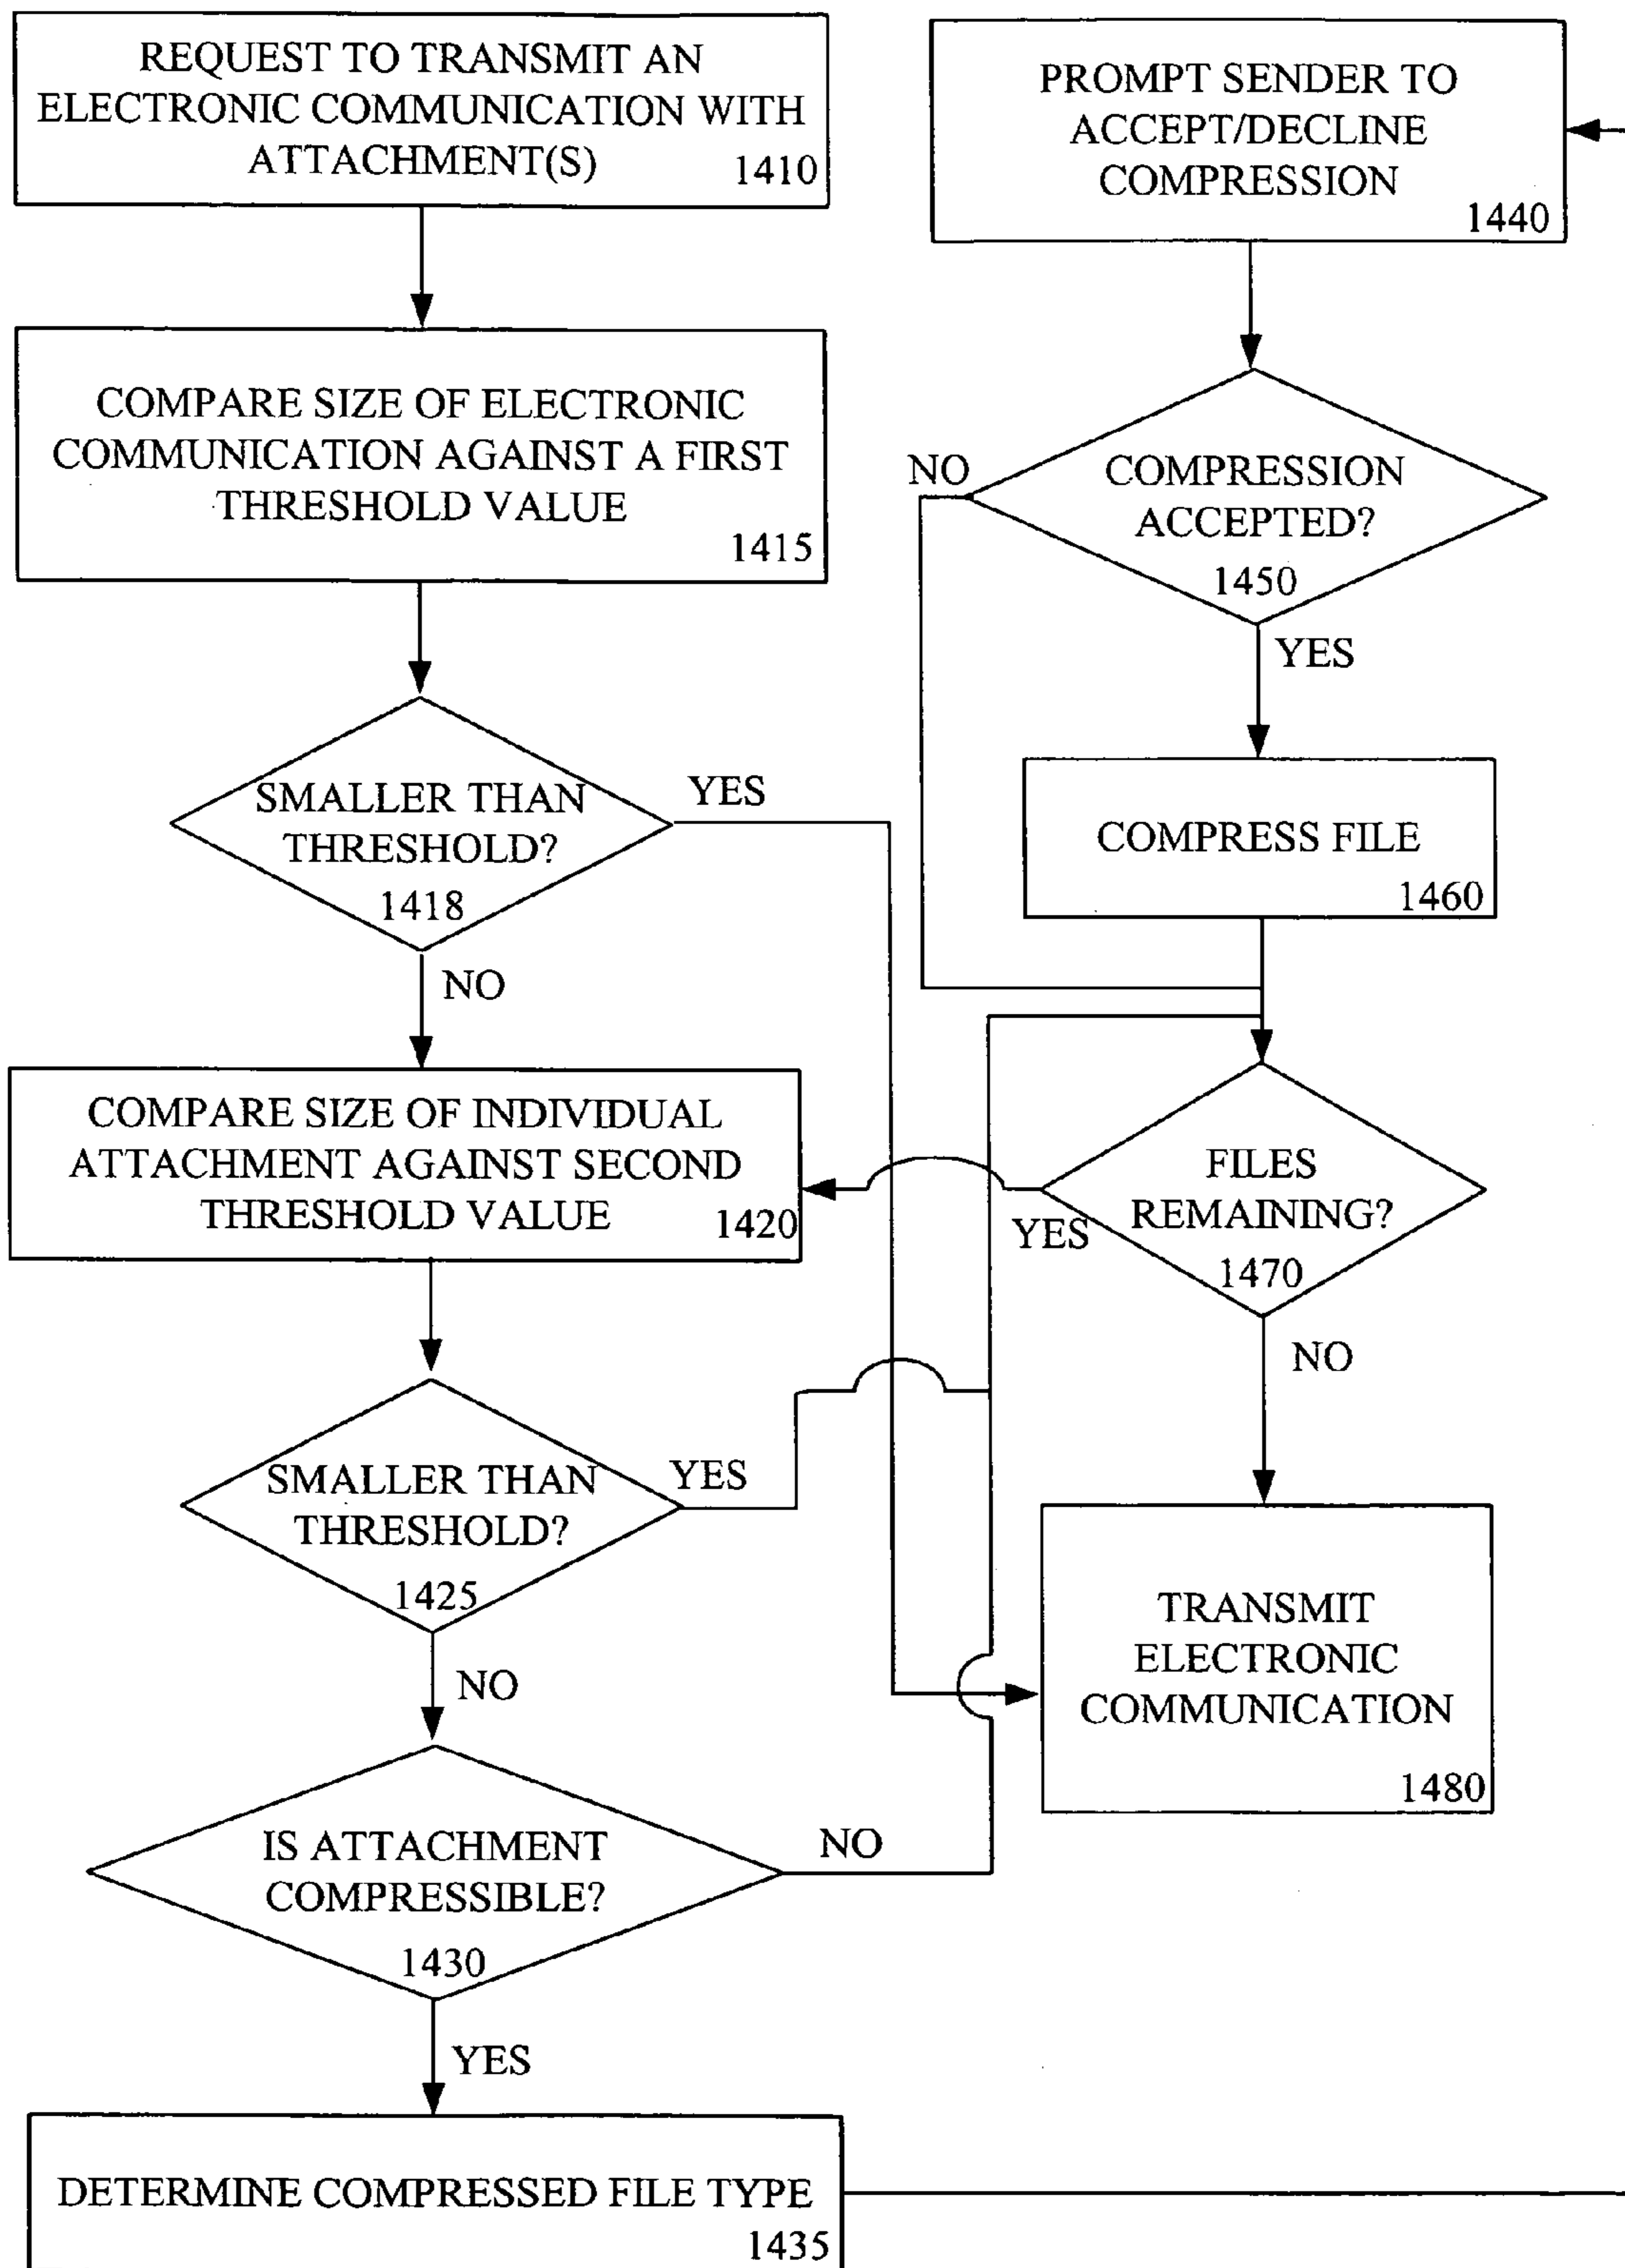 REQUEST TO TRANSMIT AN
ELECTRONIC COMMUNICATION WITH
ATTACHMENT(S)
1410
COMPARE SIZE OF ELECTRONIC
COMMUNICATION AGAINST A FIRST
THRESHOLD VALUE
1415
SMALLER THAN
THRESHOLD?
1418
YES
NO
COMPARE SIZE OF INDIVIDUAL
ATTACHMENT AGAINST SECOND
THRESHOLD VALUE
1420
SMALLER THAN
THRESHOLD?
1425
YES
NO
IS ATTACHMENT
COMPRESSIBLE?
1430
NO
YES
DETERMINE COMPRESSED FILE TYPE
1435
PROMPT SENDER TO
ACCEPT/DECLINE
COMPRESSION
1440
NO
COMPRESSION
ACCEPTED?
1450
YES
COMPRESS FILE
1460
FILES
REMAINING?
1470
YES
NO
TRANSMIT
ELECTRONIC
COMMUNICATION
1480